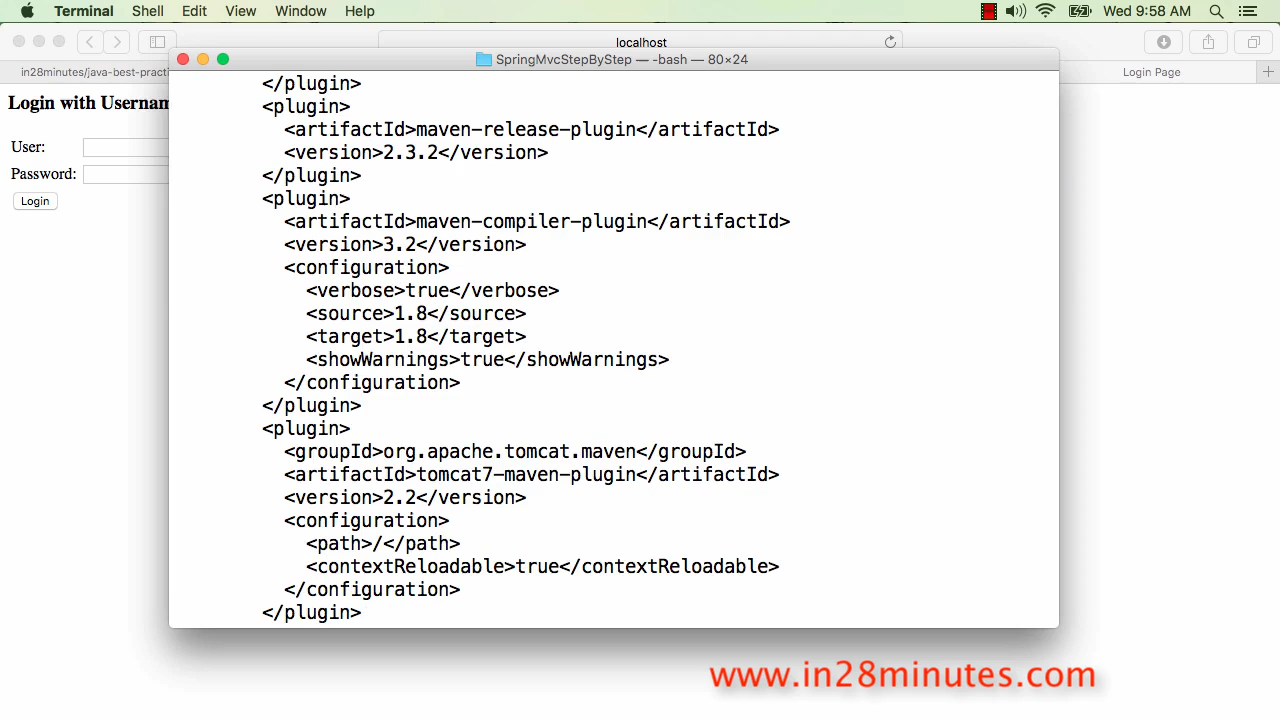 Terminal Shell Edit View Window Help Wed 9:58 AM
localhost
in28minutes/java-best-practi
Login Page
SpringMvcStepByStep — -bash — 80×24
Login with Usernam
User:
Password:
Login
</plugin>
<plugin>
<artifactId>maven-release-plugin</artifactId>
<version>2.3.2</version>
</plugin>
<plugin>
<artifactId>maven-compiler-plugin</artifactId>
<version>3.2</version>
<configuration>
<verbose>true</verbose>
<source>1.8</source>
<target>1.8</target>
<showWarnings>true</showWarnings>
</configuration>
</plugin>
<plugin>
<groupId>org.apache.tomcat.maven</groupId>
<artifactId>tomcat7-maven-plugin</artifactId>
<version>2.2</version>
<configuration>
<path>/</path>
<contextReloadable>true</contextReloadable>
</configuration>
</plugin>
www.in28minutes.com